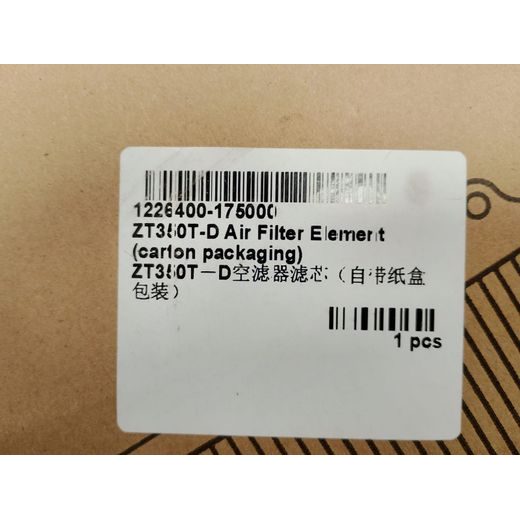 1226400-175000
ZT350T-D Air Filter Element
(carton packaging)
ZT350T－D空滤器滤芯（自带纸盒
包装）
1 pcs